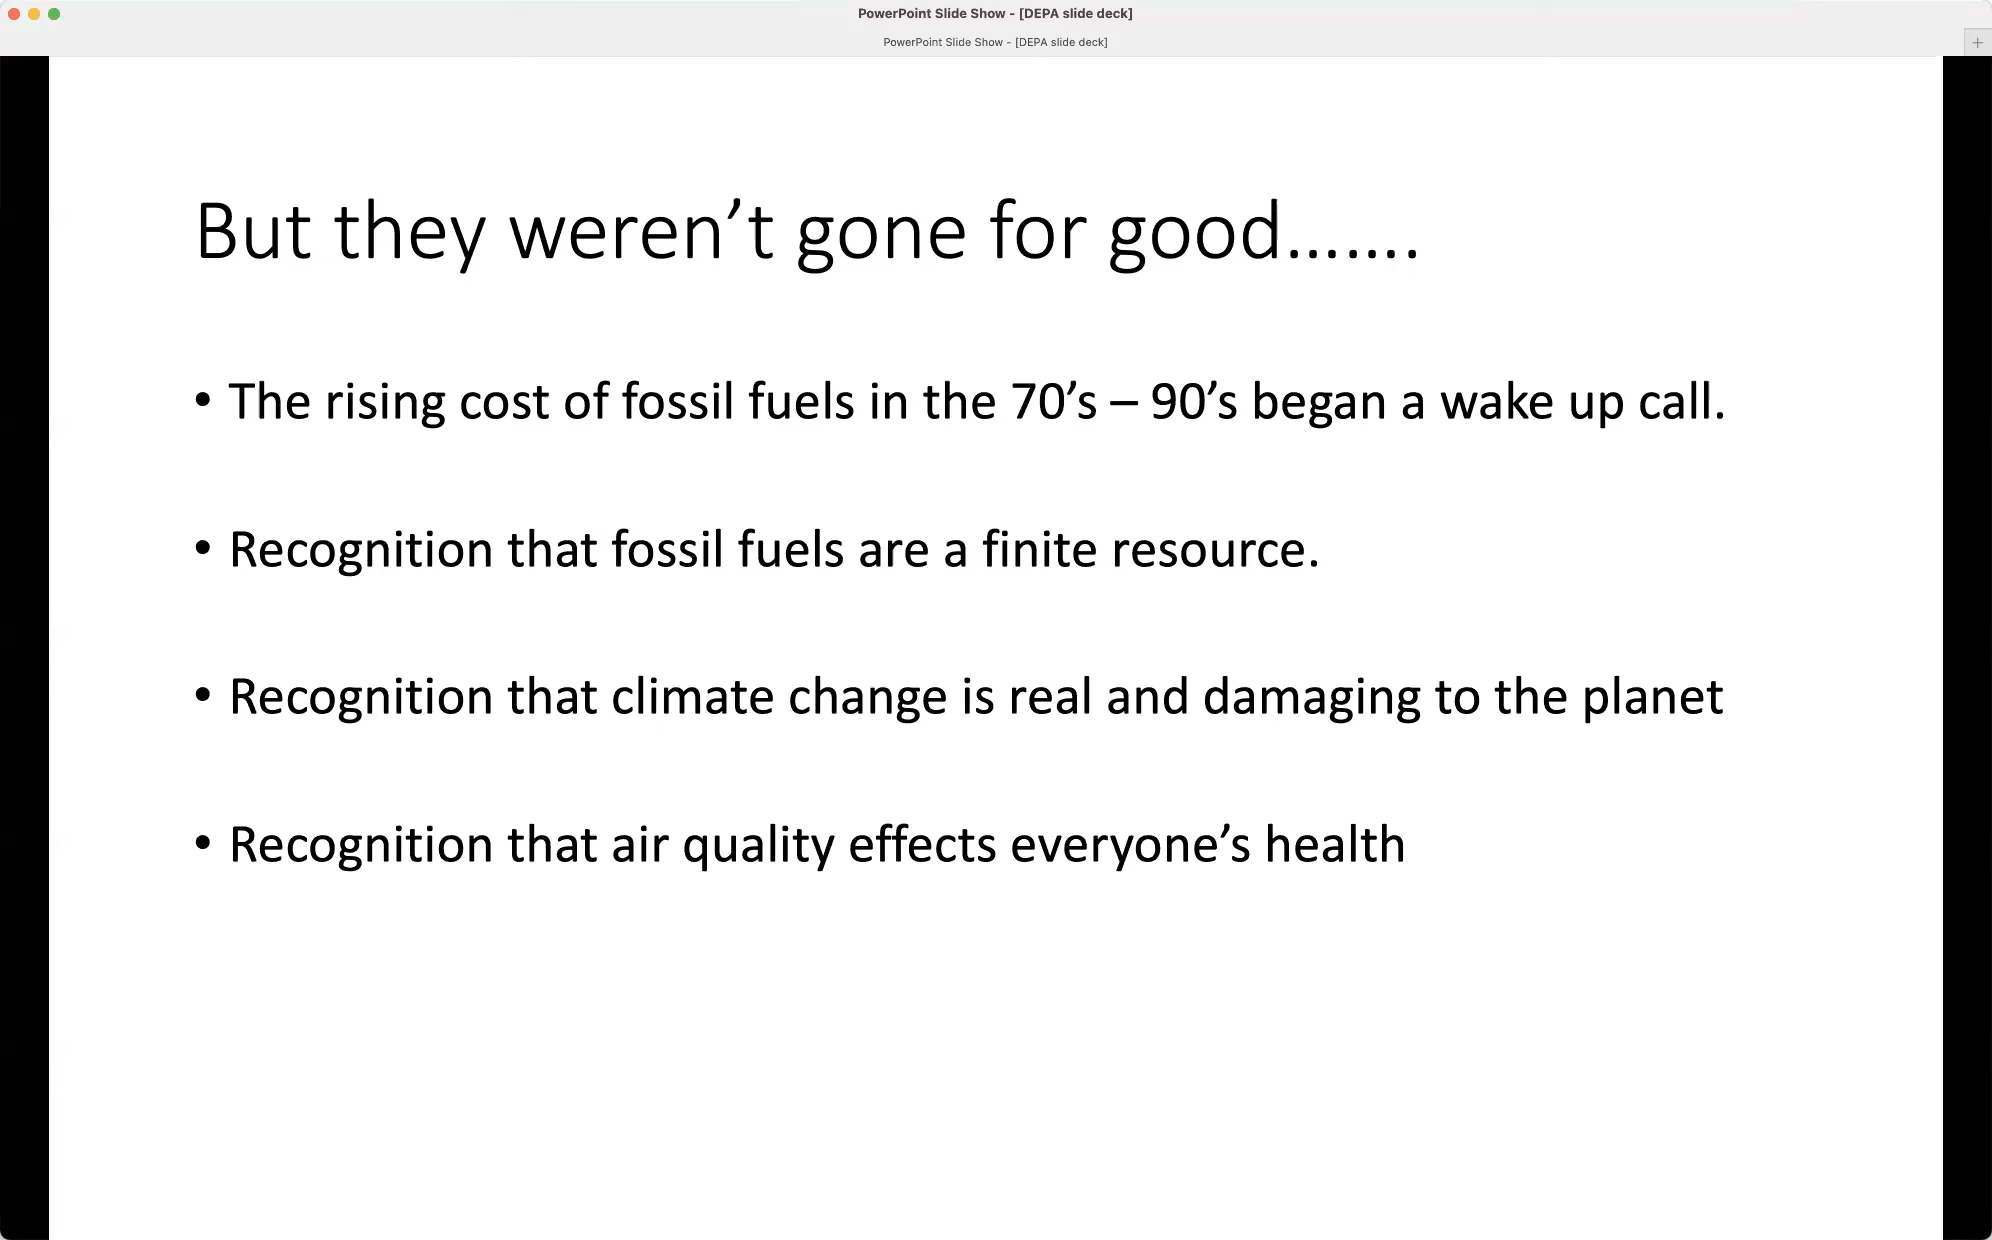 PowerPoint Slide Show - [DEPA slide deck]
PowerPoint Slide Show - [DEPA slide deck]
But they weren’t gone for good.......
• The rising cost of fossil fuels in the 70’s – 90’s began a wake up call.
• Recognition that fossil fuels are a finite resource.
• Recognition that climate change is real and damaging to the planet
• Recognition that air quality effects everyone’s health